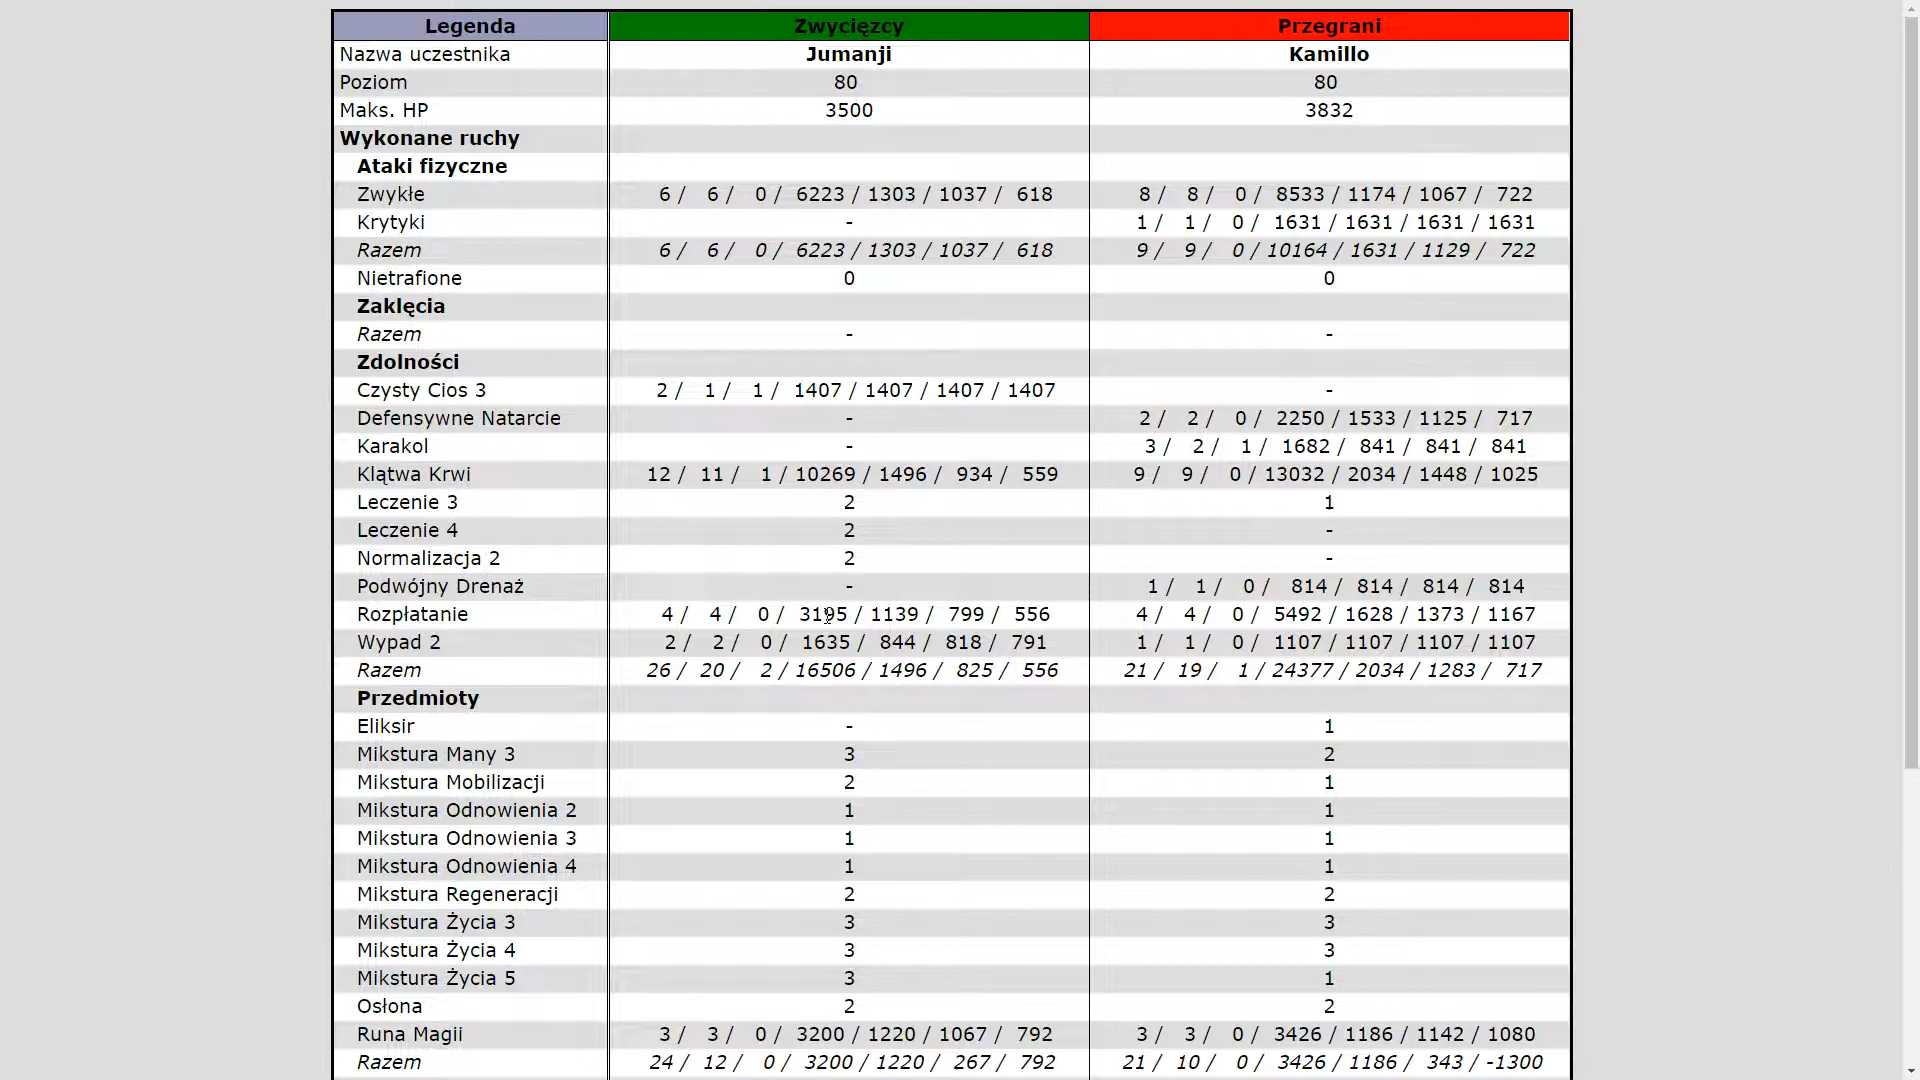 Legenda Zwycięzcy Przegrani
Nazwa uczestnika Jumanji Kamillo
Poziom 80 80
Maks. HP 3500 3832
Wykonane ruchy
Ataki fizyczne
Zwykłe 6 / 6 / 0 / 6223 / 1303 / 1037 / 618 8 / 8 / 0 / 8533 / 1174 / 1067 / 722
Krytyki - 1 / 1 / 0 / 1631 / 1631 / 1631 / 1631
Razem 6 / 6 / 0 / 6223 / 1303 / 1037 / 618 9 / 9 / 0 / 10164 / 1631 / 1129 / 722
Nietrafione 0 0
Zaklęcia
Razem - -
Zdolności
Czysty Cios 3 2 / 1 / 1 / 1407 / 1407 / 1407 / 1407 -
Defensywne Natarcie - 2 / 2 / 0 / 2250 / 1533 / 1125 / 717
Karakol - 3 / 2 / 1 / 1682 / 841 / 841 / 841
Klątwa Krwi 12 / 11 / 1 / 10269 / 1496 / 934 / 559 9 / 9 / 0 / 13032 / 2034 / 1448 / 1025
Leczenie 3 2 1
Leczenie 4 2 -
Normalizacja 2 2 -
Podwójny Drenaż - 1 / 1 / 0 / 814 / 814 / 814 / 814
Rozpłatanie 4 / 4 / 0 / 3195 / 1139 / 799 / 556 4 / 4 / 0 / 5492 / 1628 / 1373 / 1167
Wypad 2 2 / 2 / 0 / 1635 / 844 / 818 / 791 1 / 1 / 0 / 1107 / 1107 / 1107 / 1107
Razem 26 / 20 / 2 / 16506 / 1496 / 825 / 556 21 / 19 / 1 / 24377 / 2034 / 1283 / 717
Przedmioty
Eliksir - 1
Mikstura Many 3 3 2
Mikstura Mobilizacji 2 1
Mikstura Odnowienia 2 1 1
Mikstura Odnowienia 3 1 1
Mikstura Odnowienia 4 1 1
Mikstura Regeneracji 2 2
Mikstura Życia 3 3 3
Mikstura Życia 4 3 3
Mikstura Życia 5 3 1
Osłona 2 2
Runa Magii 3 / 3 / 0 / 3200 / 1220 / 1067 / 792 3 / 3 / 0 / 3426 / 1186 / 1142 / 1080
Razem 24 / 12 / 0 / 3200 / 1220 / 267 / 792 21 / 10 / 0 / 3426 / 1186 / 343 / -1300